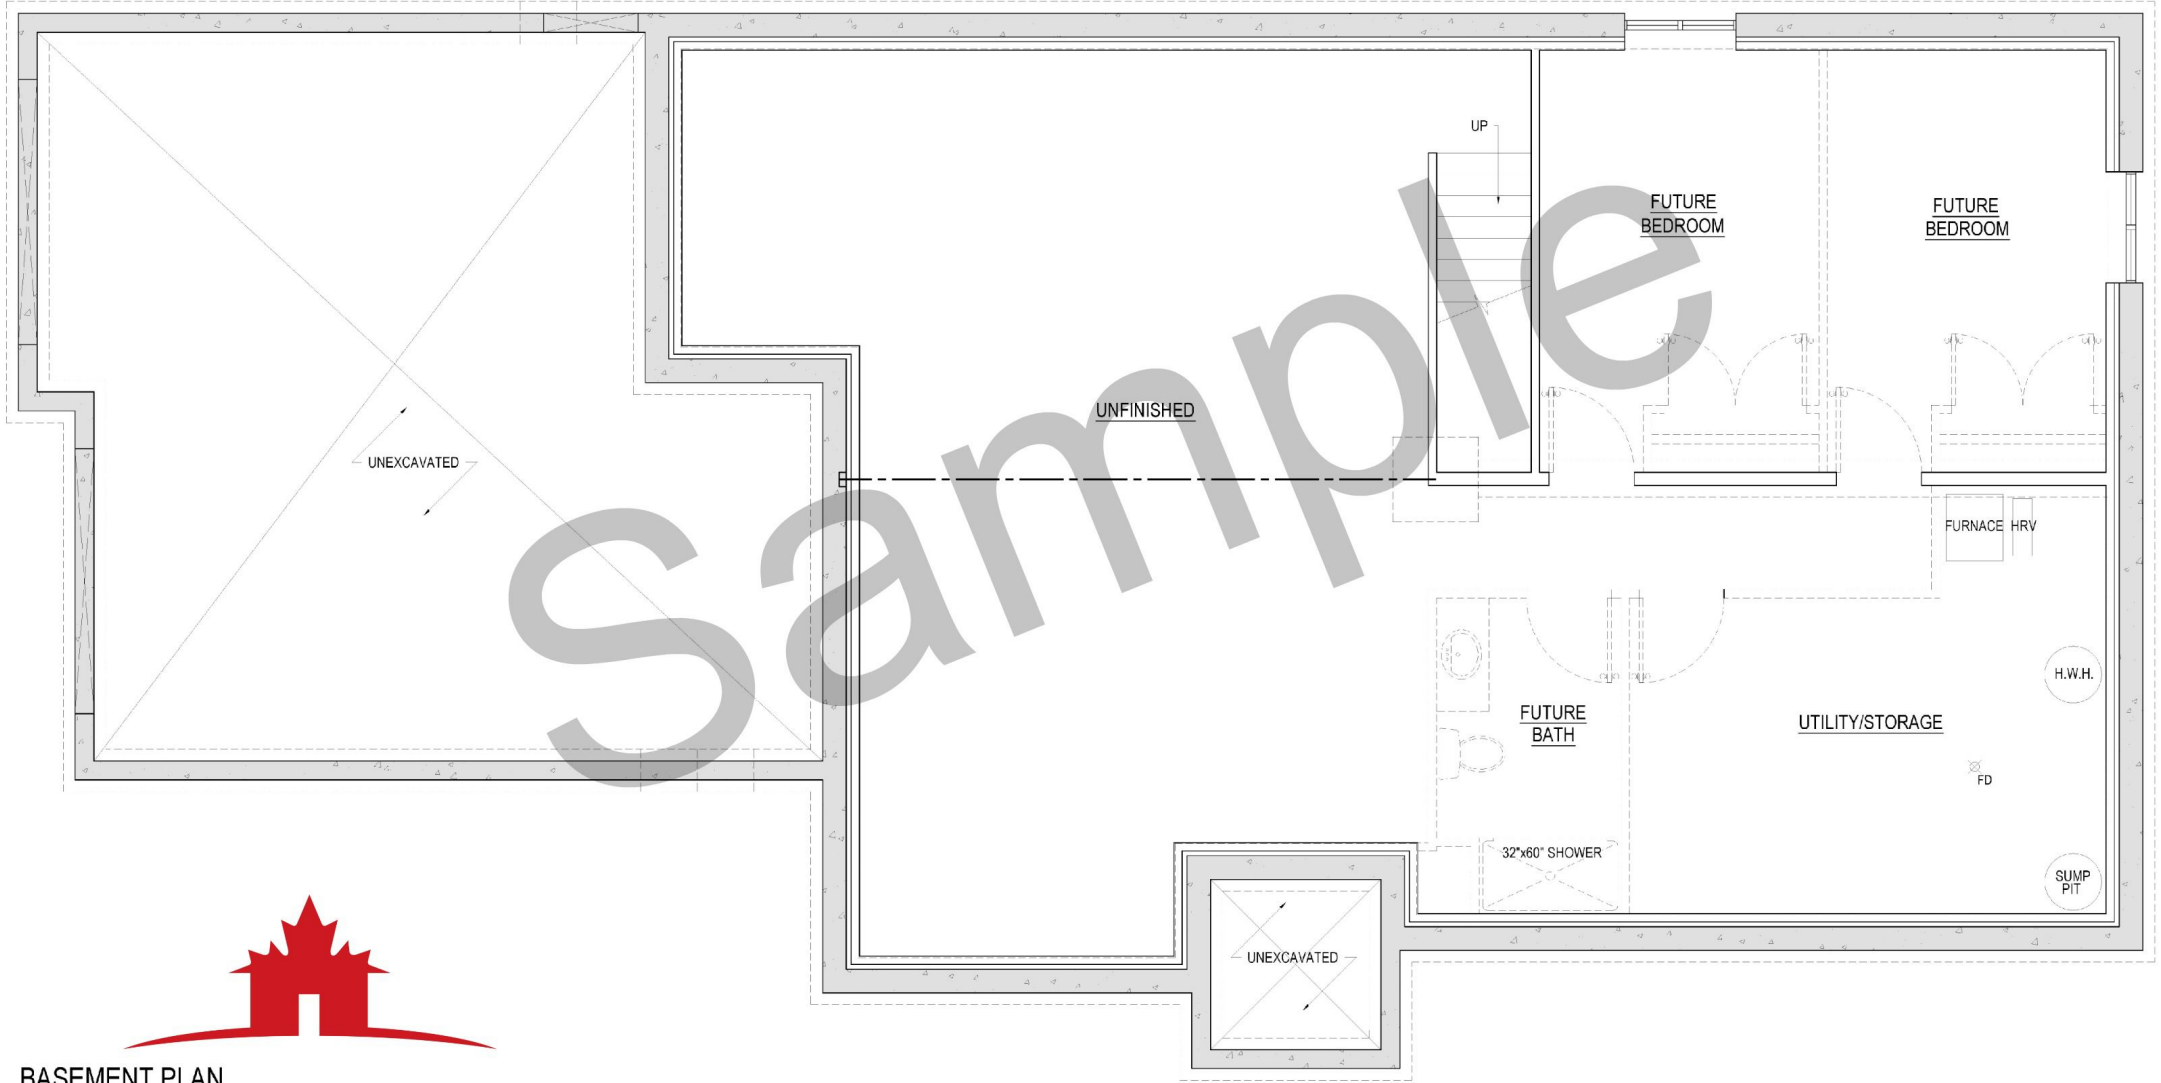 UP
FUTURE
BEDROOM
FUTURE
BEDROOM
UNFINISHED
UNEXCAVATED
FURNACE HRV
H.W.H.
FUTURE
BATH
UTILITY/STORAGE
FD
32"x60" SHOWER
SUMP
PIT
UNEXCAVATED
Sample
BASEMENT PLAN